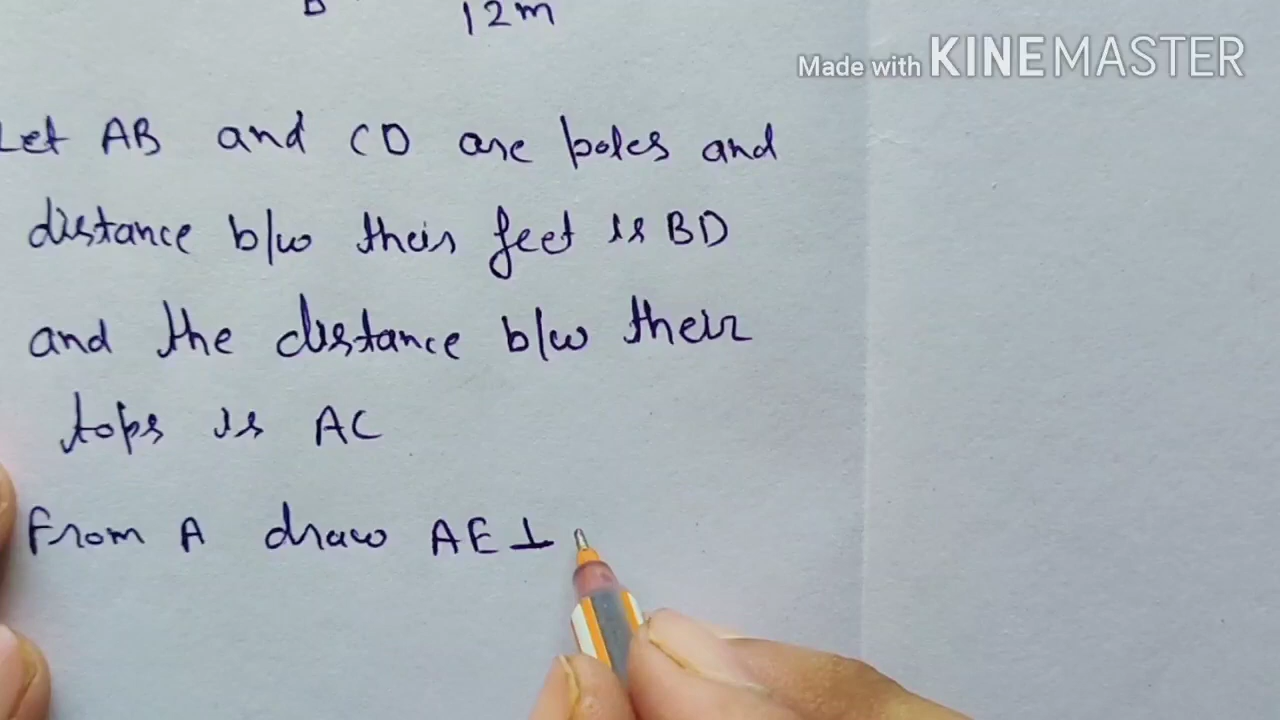 B
12m
Made with KINEMASTER
Let AB and CD are poles and
distance b/w their feet is BD
and the distance b/w their
tops is AC
From A draw AE⊥